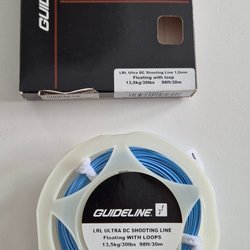 GUIDELINE
LRL Ultra DC Shooting Line 1,0mm
Floating with loop
13,5kg/30lbs 98ft/30m
GUIDELINE
LRL ULTRA DC SHOOTING LINE
Floating WITH LOOPS
13,5kg/30lbs 98ft/30m